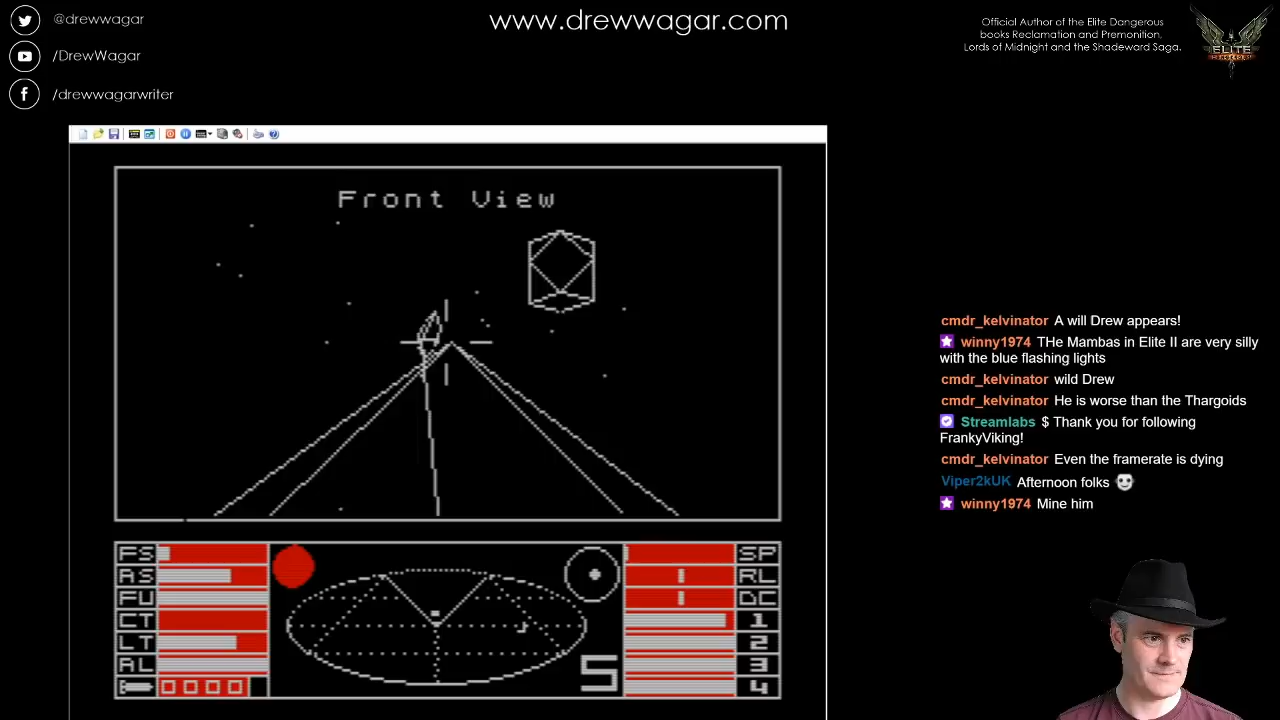 @drewwagar
/DrewWagar
/drewwagarwriter
www.drewwagar.com
Official Author of the Elite Dangerous
books Reclamation and Premonition.
Lords of Midnight and the Shadeward Saga.
ELITE
DANGEROUS
Front View
FS
AS
FU
CT
LT
AL
S
SP
RL
DC
1
2
3
4
cmdr_kelvinator A will Drew appears!
winny1974 THe Mambas in Elite II are very silly
with the blue flashing lights
cmdr_kelvinator wild Drew
cmdr_kelvinator He is worse than the Thargoids
Streamlabs $ Thank you for following
FrankyViking!
cmdr_kelvinator Even the framerate is dying
Viper2kUK Afternoon folks
winny1974 Mine him